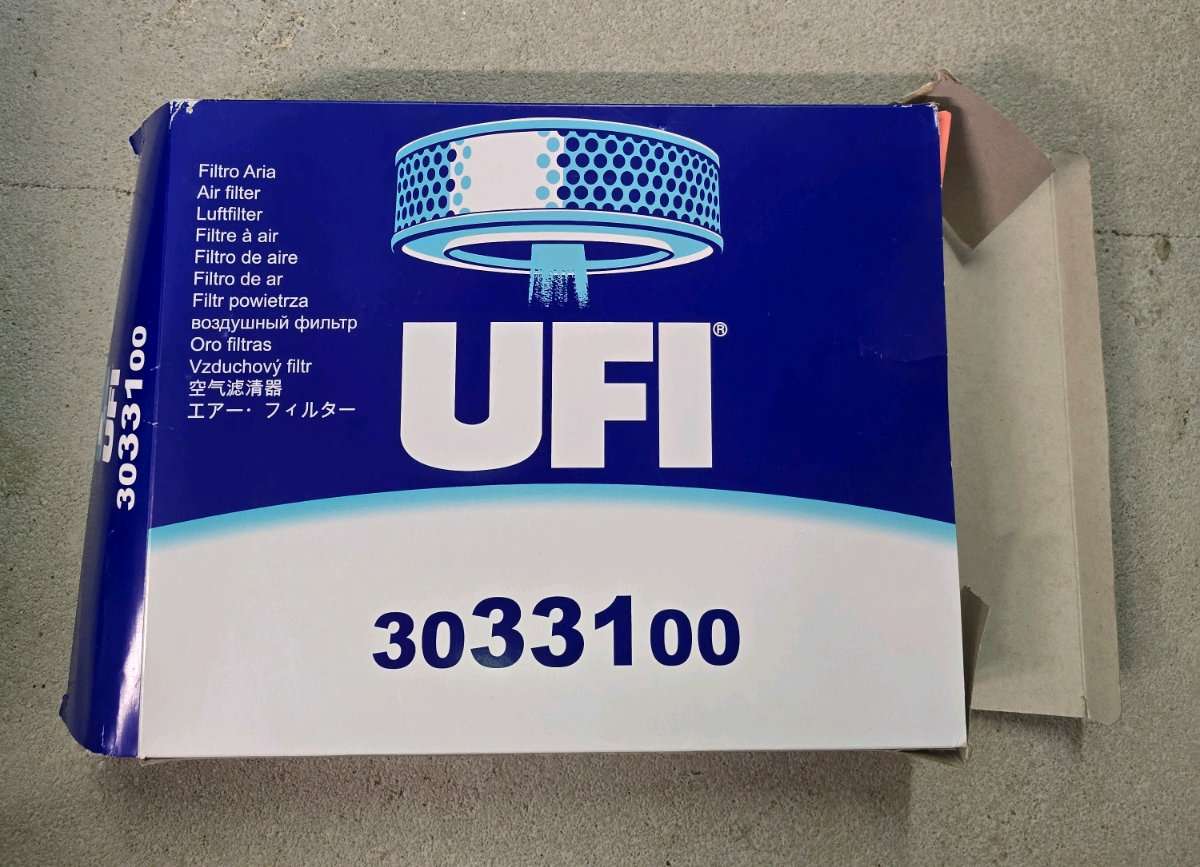 Filtro Aria
Air filter
Luftfilter
Filtre à air
Filtro de aire
Filtro de ar
Filtr powietrza
воздушный фильтр
Oro filtras
Vzduchový filtr
空气滤清器
エアー・フィルター
UFI®
3033100
UFI
3033100